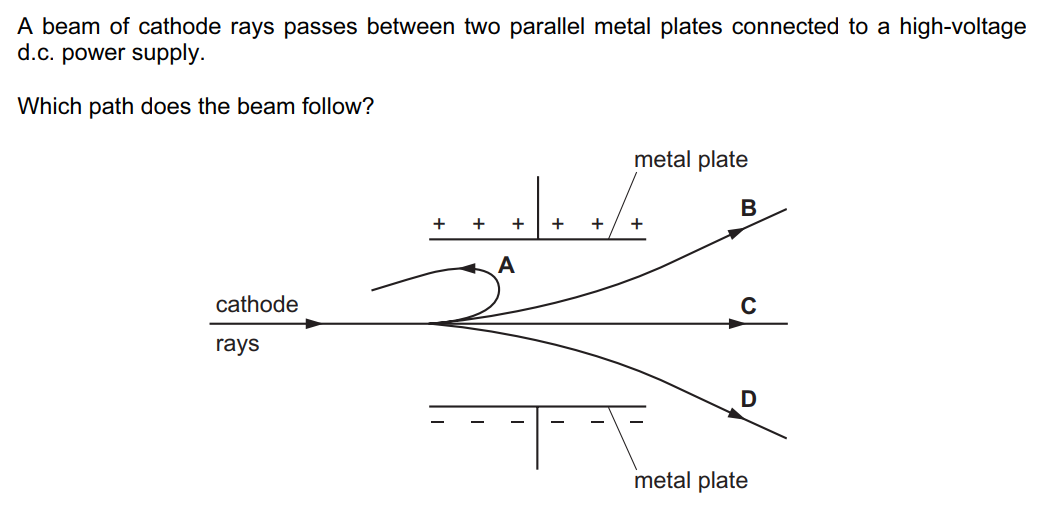 A beam of cathode rays passes between two parallel metal plates connected to a high-voltage
d.c. power supply.
Which path does the beam follow?
metal plate
B
+ + + + + +
A
cathode
C
rays
D
– – – – – –
metal plate